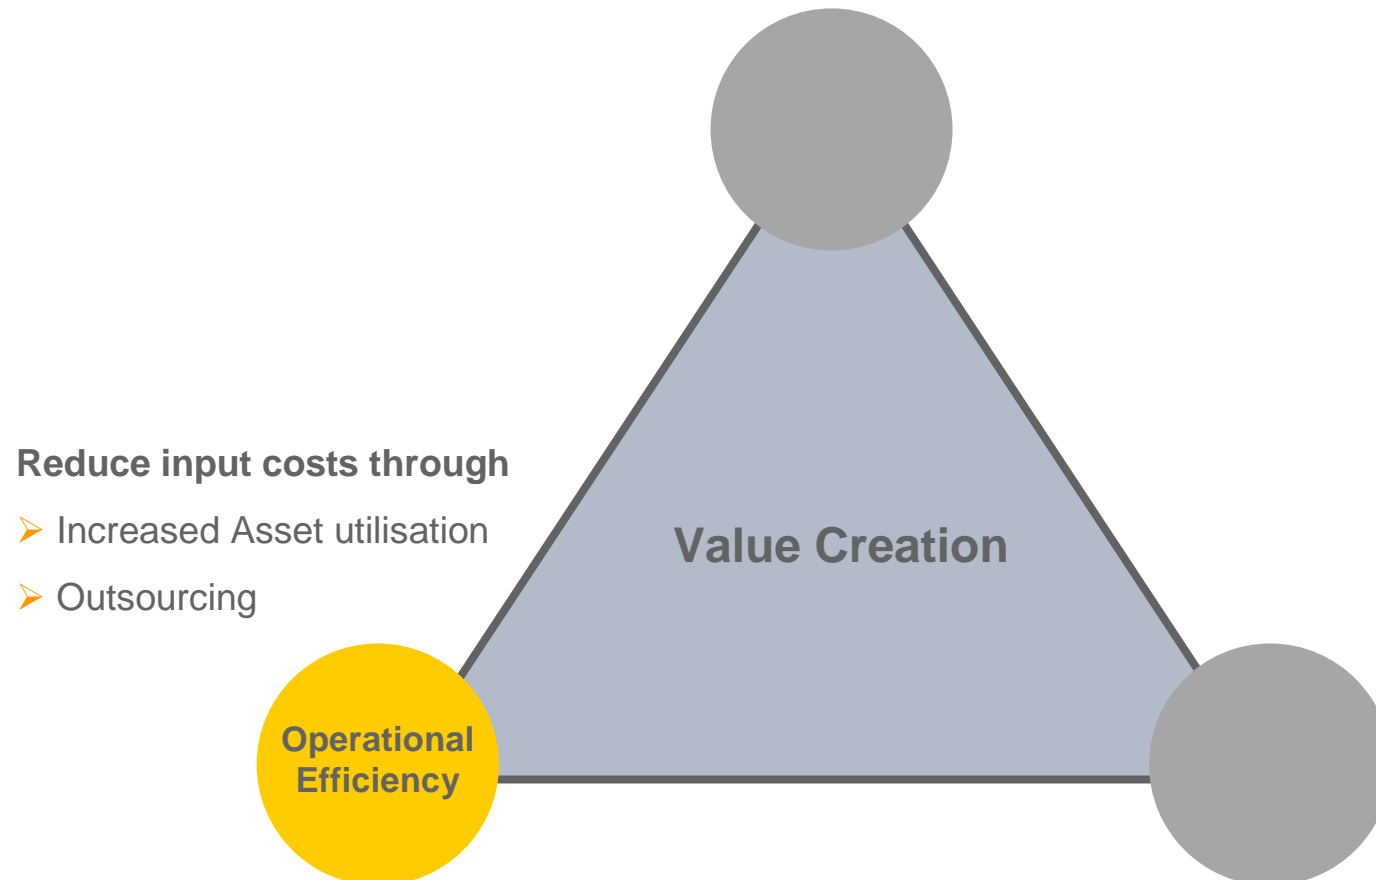 Reduce input costs through
Increased Asset utilisation
Value Creation
Outsourcing
Operational
Efficiency